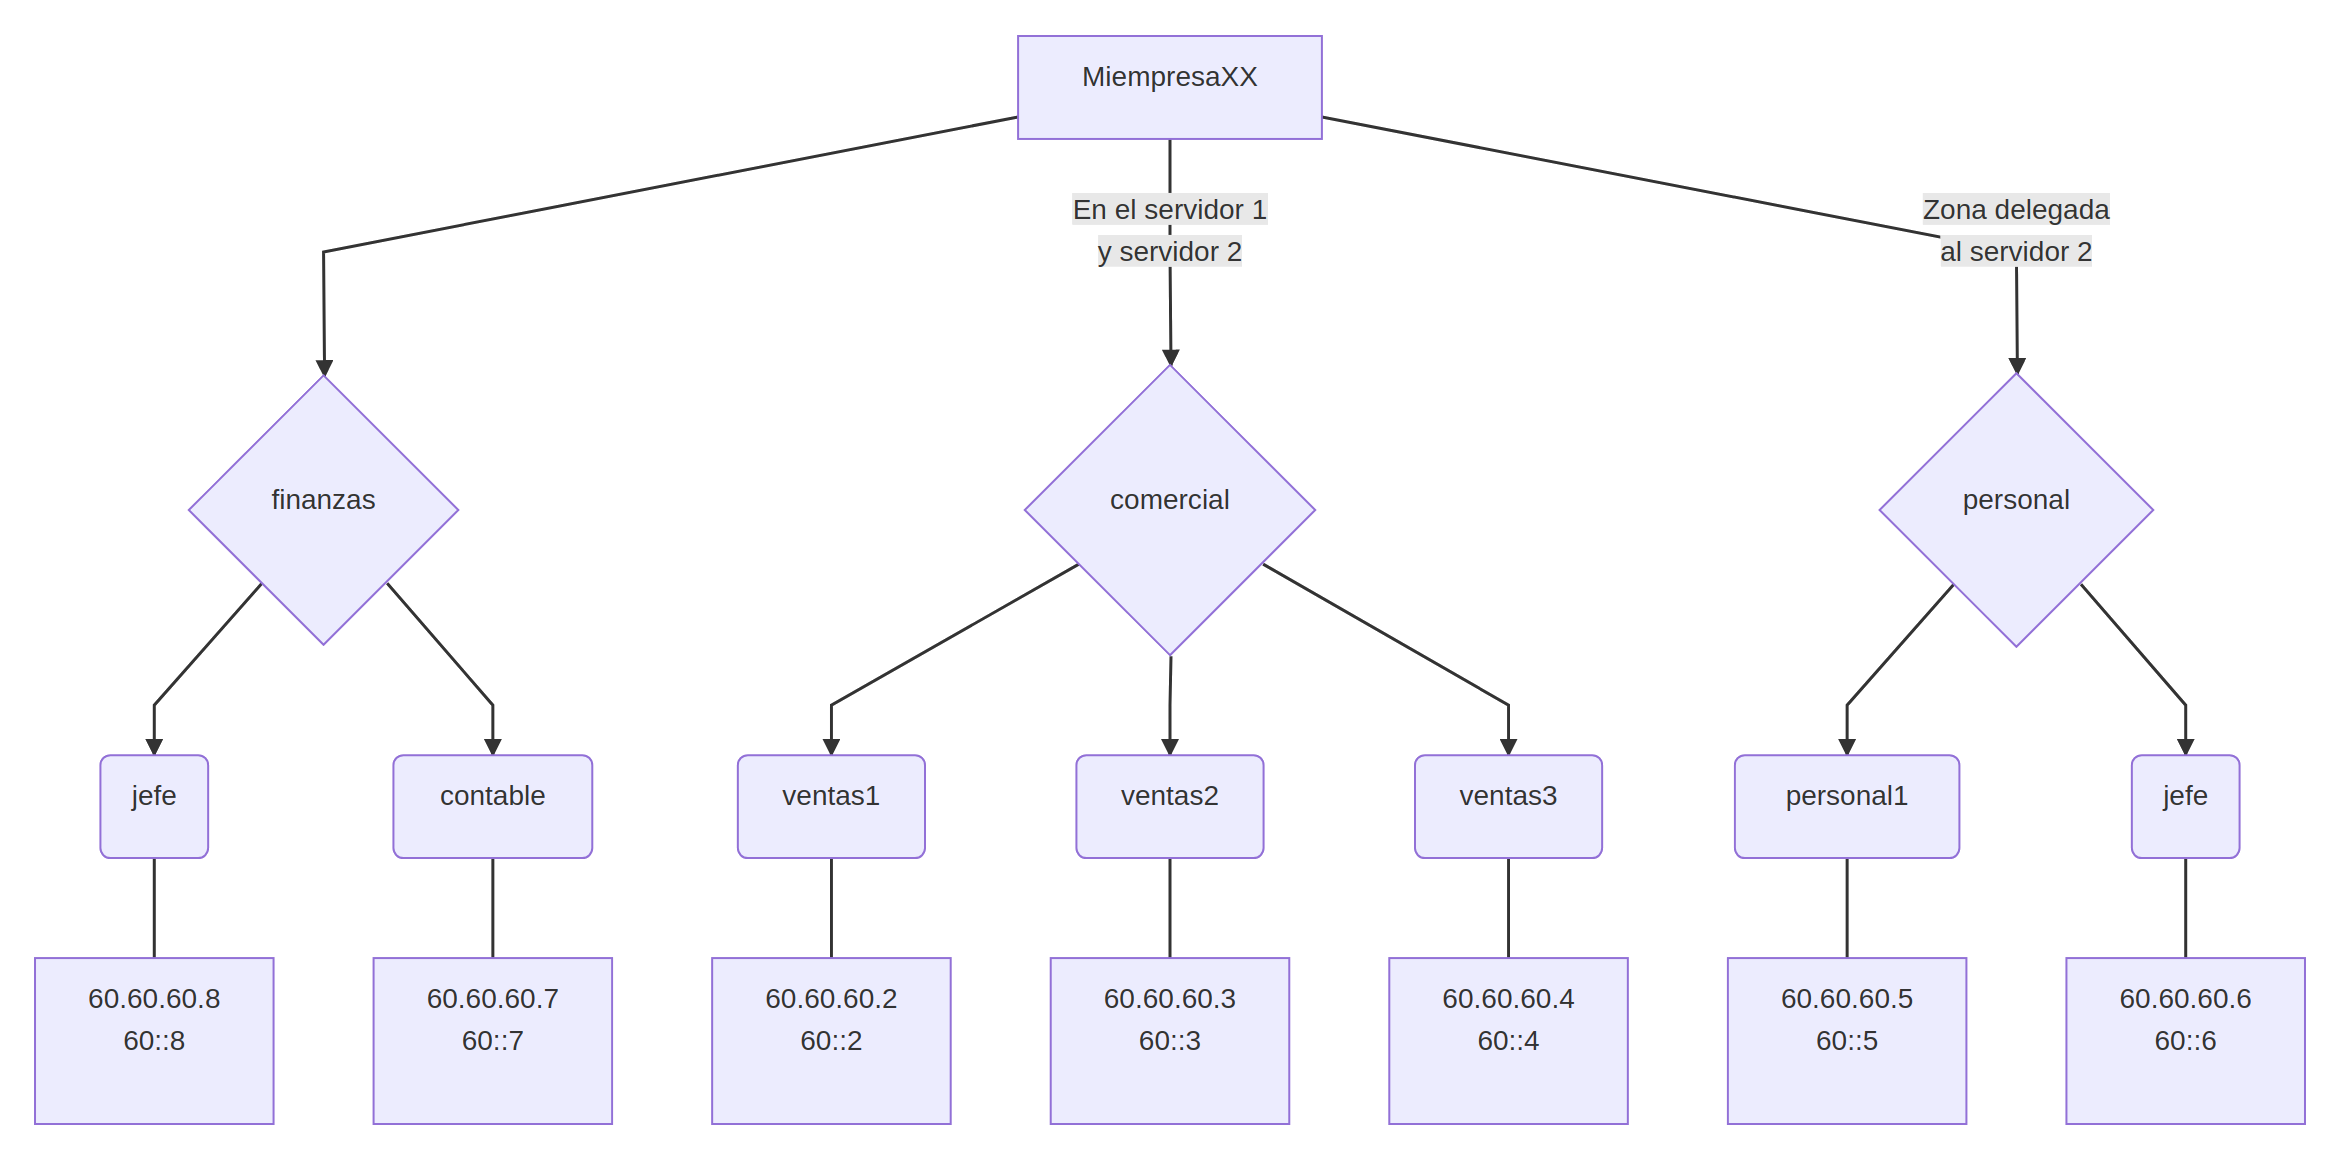 MiempresaXX
En el servidor 1
y servidor 2
Zona delegada
al servidor 2
finanzas
comercial
personal
jefe
contable
ventas1
ventas2
ventas3
personal1
jefe
60.60.60.8
60::8
60.60.60.7
60::7
60.60.60.2
60::2
60.60.60.3
60::3
60.60.60.4
60::4
60.60.60.5
60::5
60.60.60.6
60::6